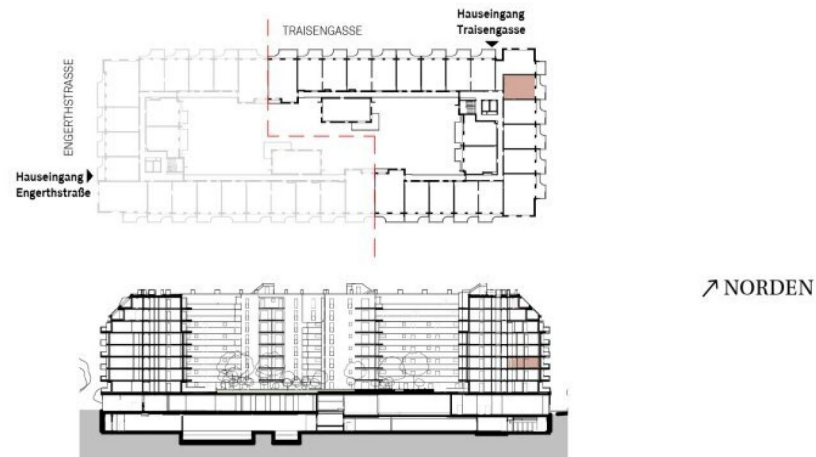 Hauseingang
Traisengasse
TRAISENGASSE
ENGERTHSTRASSE
Hauseingang
Engerthstraße
NORDEN